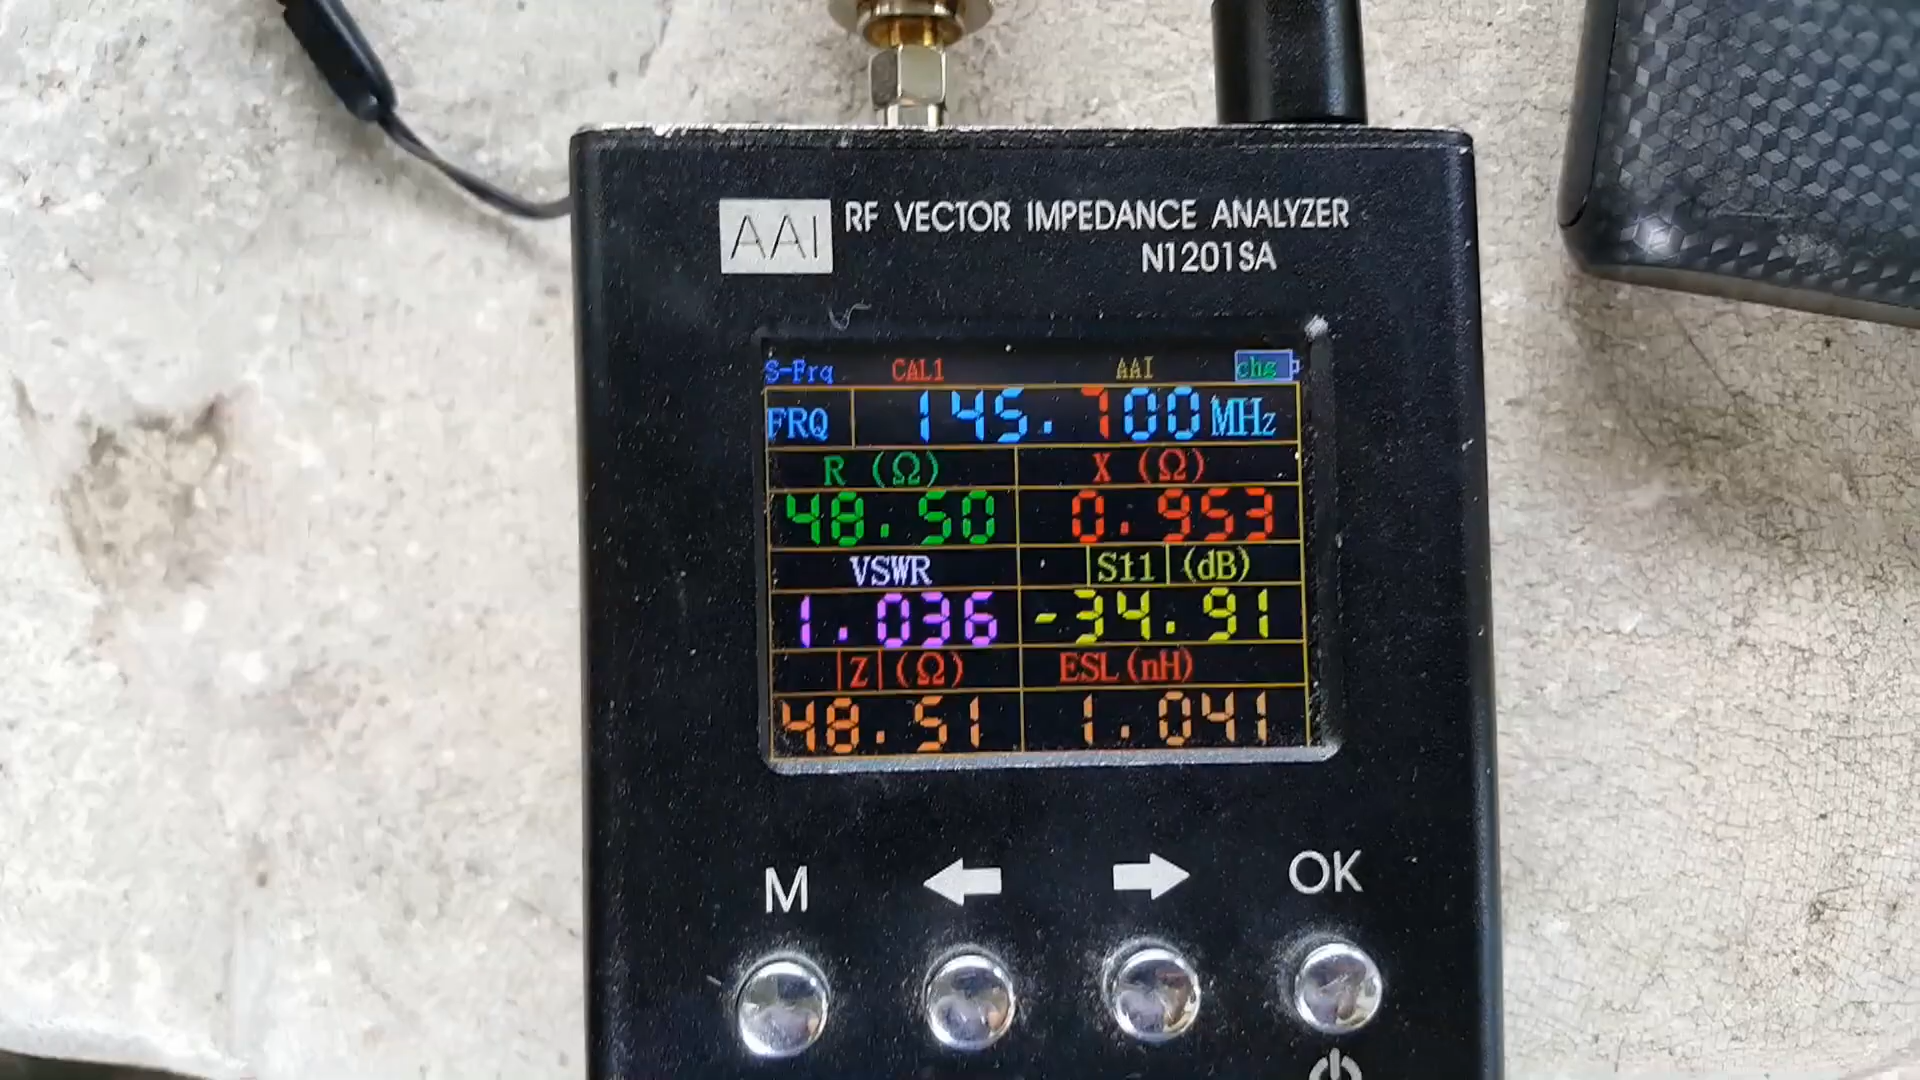 AAI RF VECTOR IMPEDANCE ANALYZER
N1201SA
S-Frq CAL1 AAI chg
FRQ 145.700 MHz
R (Ω) X (Ω)
48.50 0.953
VSWR |S11| (dB)
1.036 -34.91
|Z| (Ω) ESL(nH)
48.51 1.041
M OK